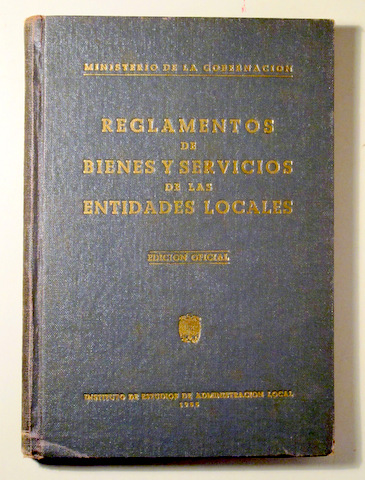 MINISTERIO DE LA GOBERNACION
REGLAMENTOS
DE
BIENES Y SERVICIOS
DE LAS
ENTIDADES LOCALES
EDICION OFICIAL
INSTITUTO DE ESTUDIOS DE ADMINISTRACION LOCAL